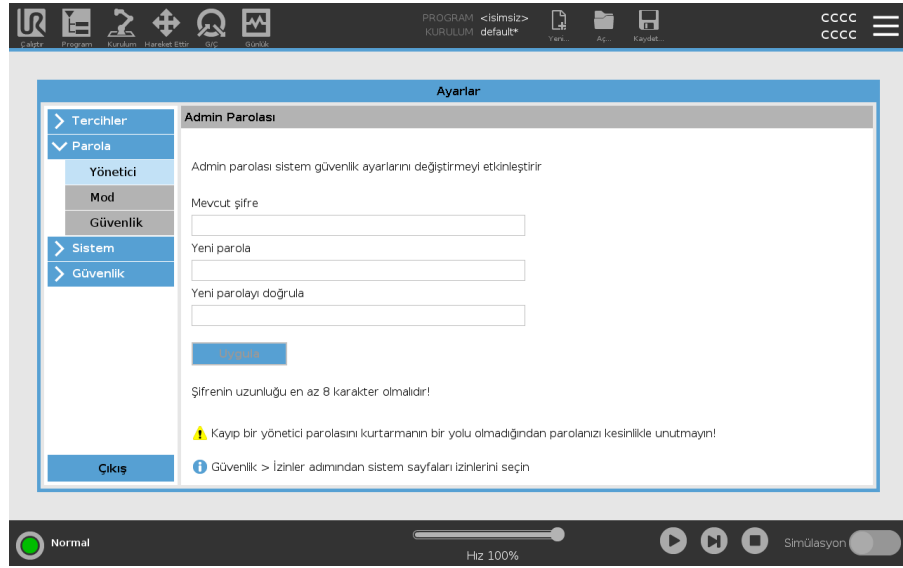 PROGRAM <isimsiz>
KURULUM default*
cccc
cccc
Çalıştır Program Kurulum Hareket Ettir G/Ç Günlük Yeni... Aç... Kaydet...
Ayarlar
Tercihler
Parola
Yönetici
Mod
Güvenlik
Sistem
Güvenlik
Çıkış
Admin Parolası
Admin parolası sistem güvenlik ayarlarını değiştirmeyi etkinleştirir
Mevcut şifre
Yeni parola
Yeni parolayı doğrula
Uygula
Şifrenin uzunluğu en az 8 karakter olmalıdır!
Kayıp bir yönetici parolasını kurtarmanın bir yolu olmadığından parolanızı kesinlikle unutmayın!
Güvenlik > İzinler adımından sistem sayfaları izinlerini seçin
Normal
Hız 100%
Simülasyon